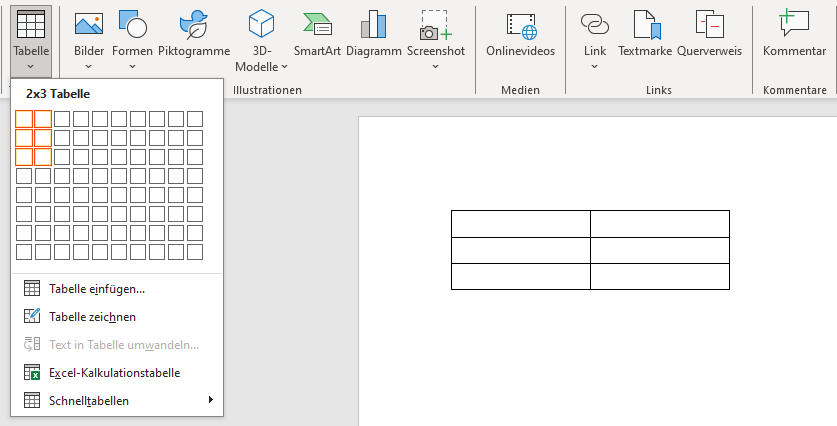 Tabelle
Bilder
Formen
Piktogramme
3D-
Modelle
SmartArt
Diagramm
Screenshot
Onlinevideos
Link
Textmarke
Querverweis
Kommentar
Illustrationen
Medien
Links
Kommentare
2x3 Tabelle
Tabelle einfügen...
Tabelle zeichnen
Text in Tabelle umwandeln...
Excel-Kalkulationstabelle
Schnelltabellen